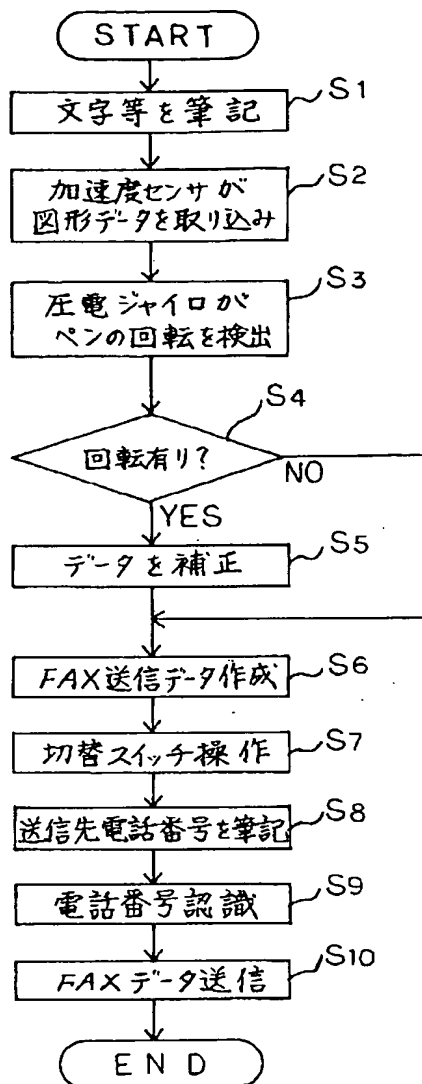 START
S1
文字等を筆記
S2
加速度センサが
図形データを取り込み
S3
圧電ジャイロが
ペンの回転を検出
S4
回転有り?
NO
YES
S5
データを補正
S6
FAX送信データ作成
S7
切替スイッチ操作
S8
送信先電話番号を筆記
S9
電話番号認識
S10
FAXデータ送信
END